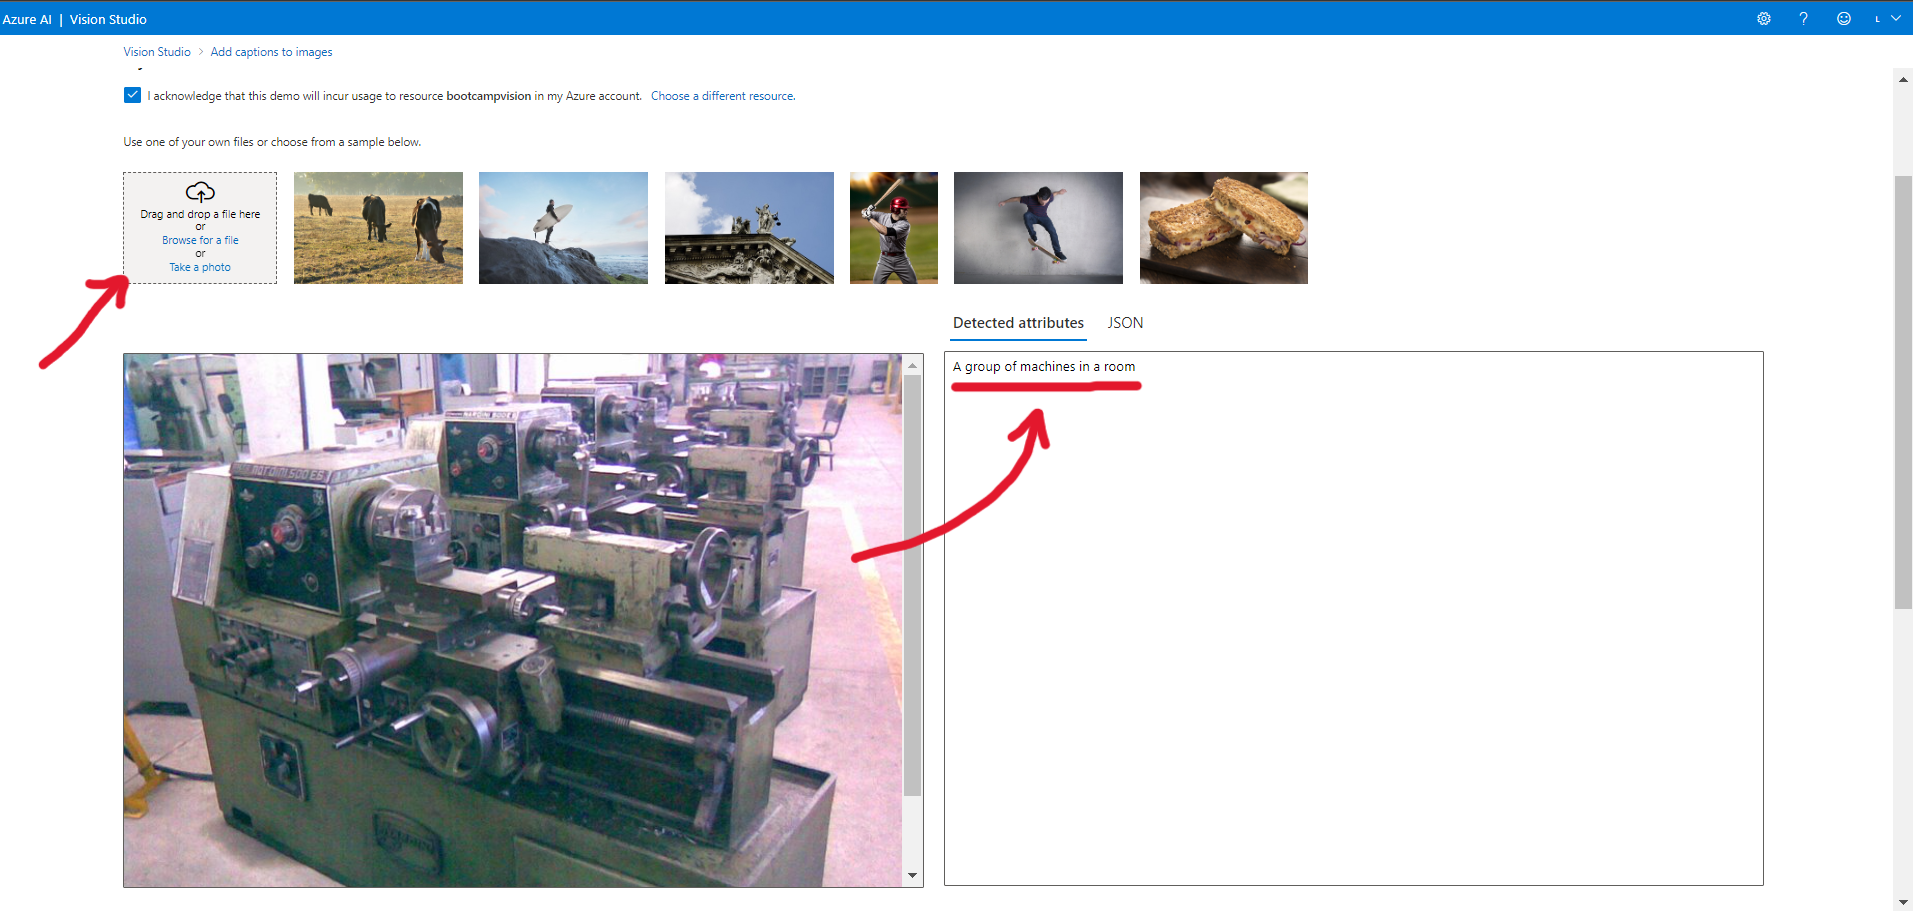 Azure AI | Vision Studio
L
Vision Studio > Add captions to images
I acknowledge that this demo will incur usage to resource bootcampvision in my Azure account. Choose a different resource.
Use one of your own files or choose from a sample below.
Drag and drop a file here
or
Browse for a file
or
Take a photo
Detected attributes JSON
A group of machines in a room
NARDINI 500 ES